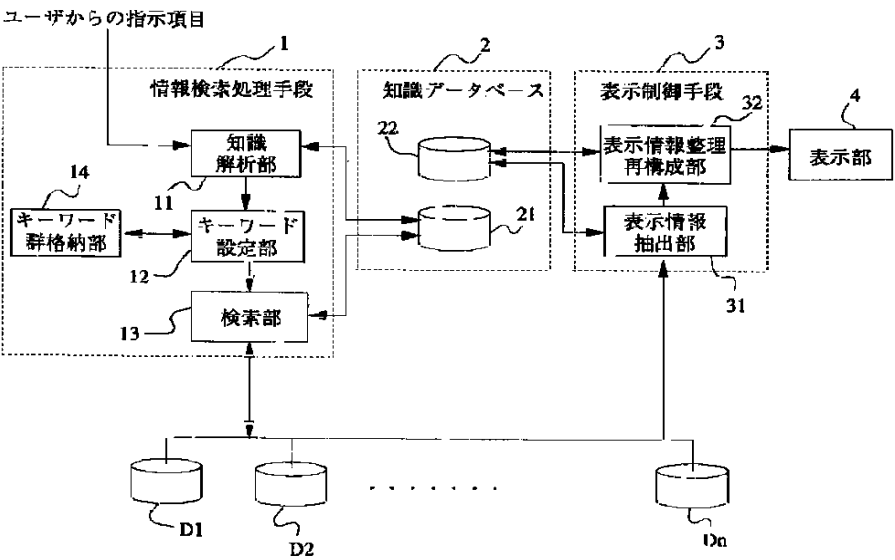 ユーザからの指示項目
1
2
3
情報検索処理手段
知識データベース
表示制御手段
32
4
知識
解析部
22
表示情報整理
再構成部
表示部
14
11
21
キーワード
群格納部
キーワード
設定部
表示情報
抽出部
12
31
13
検索部
D1
D2
Dn